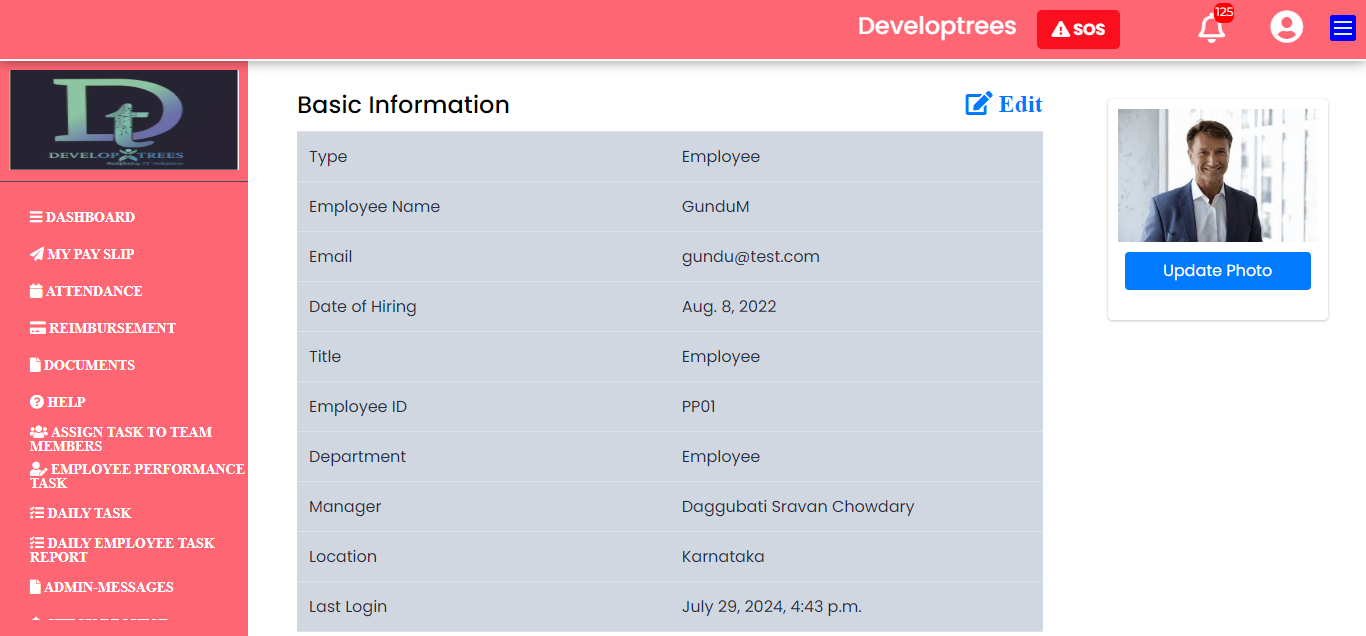 Developtrees
SOS
125
DEVELOP TREES
Basic Information
Edit
Type Employee
Employee Name GunduM
Email gundu@test.com
Date of Hiring Aug. 8, 2022
Title Employee
Employee ID PP01
Department Employee
Manager Daggubati Sravan Chowdary
Location Karnataka
Last Login July 29, 2024, 4:43 p.m.
Update Photo
DASHBOARD
MY PAY SLIP
ATTENDANCE
REIMBURSEMENT
DOCUMENTS
HELP
ASSIGN TASK TO TEAM
MEMBERS
EMPLOYEE PERFORMANCE
TASK
DAILY TASK
DAILY EMPLOYEE TASK
REPORT
ADMIN-MESSAGES